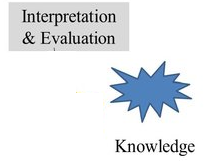 Interpretation
& Evaluation
Knowledge